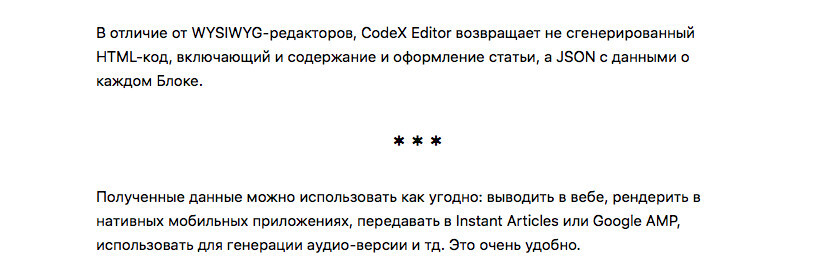 В отличие от WYSIWYG-редакторов, CodeX Editor возвращает не сгенерированный
HTML-код, включающий и содержание и оформление статьи, а JSON с данными о
каждом Блоке.
* * *
Полученные данные можно использовать как угодно: выводить в вебе, рендерить в
нативных мобильных приложениях, передавать в Instant Articles или Google AMP,
использовать для генерации аудио-версии и тд. Это очень удобно.